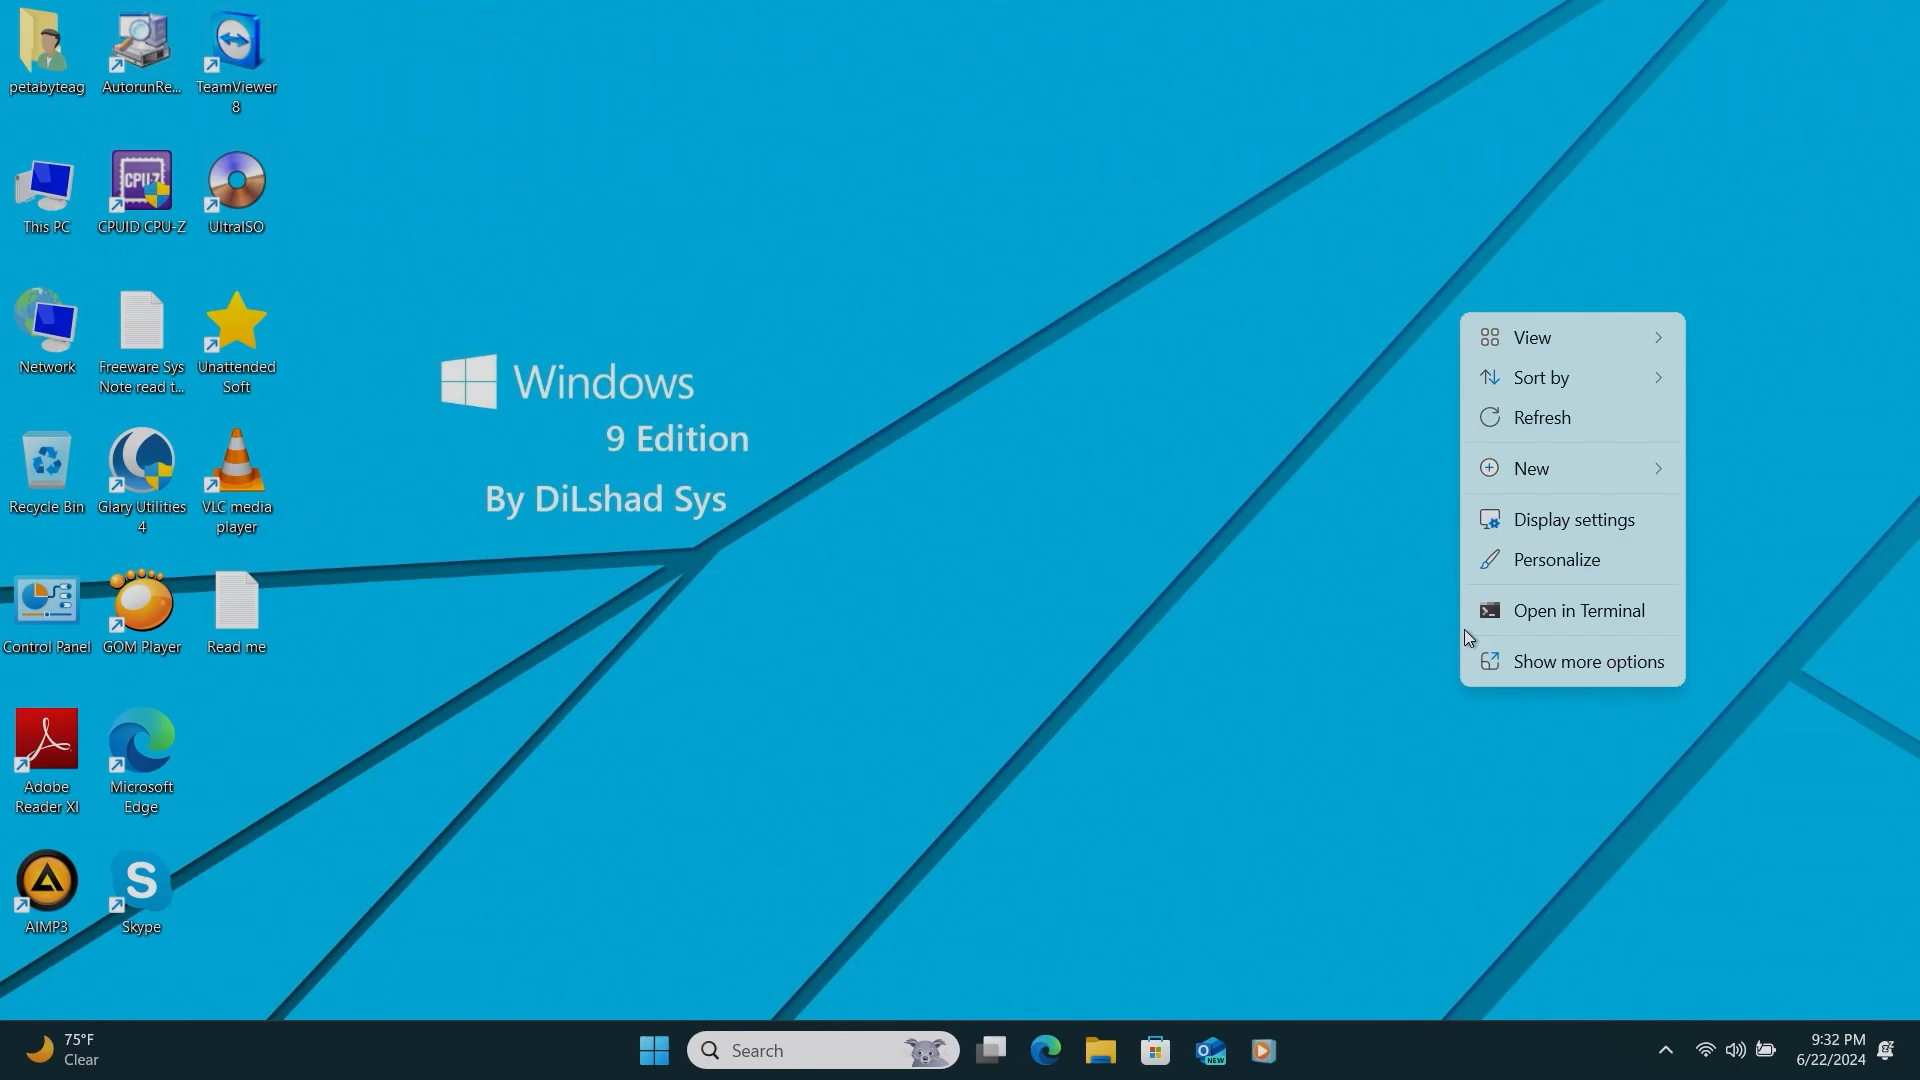 petabyteag
AutorunRe...
TeamViewer
8
This PC
CPU-Z
CPUID CPU-Z
UltraISO
Network
Freeware Sys
Note read t...
Unattended
Soft
Recycle Bin
Glary Utilities
4
VLC media
player
Control Panel
GOM Player
Read me
Adobe
Reader XI
Microsoft
Edge
AIMP3
S
Skype
Windows
9 Edition
By DiLshad Sys
View
Sort by
Refresh
New
Display settings
Personalize
Open in Terminal
Show more options
75°F
Clear
Search
O
NEW
9:32 PM
6/22/2024